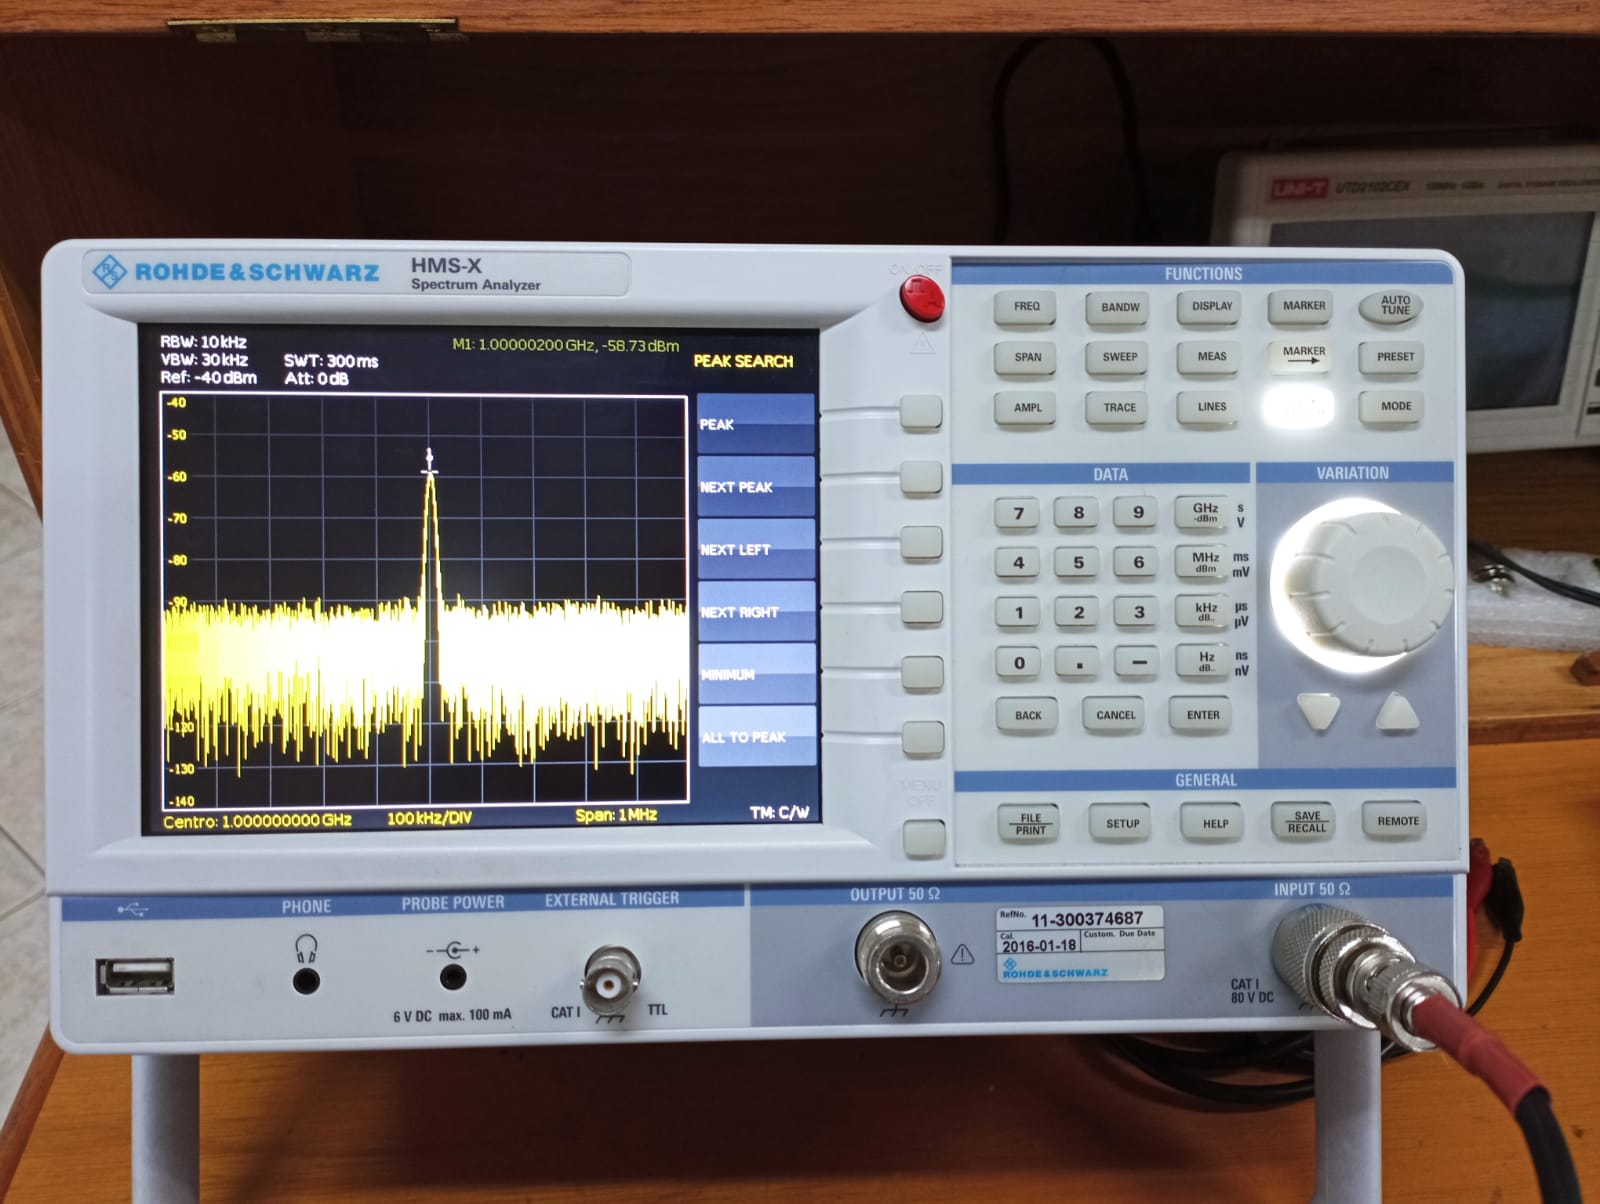 UNI-T UTD2102CEX
ROHDE & SCHWARZ
HMS-X
Spectrum Analyzer
ON/OFF
RBW: 10 kHz
VBW: 30 kHz SWT: 300 ms
Ref: -40 dBm Att: 0 dB
M1: 1.00000200 GHz, -58.73 dBm
PEAK SEARCH
-40
-50
-60
-70
-80
-90
-120
-130
-140
1
PEAK
NEXT PEAK
NEXT LEFT
NEXT RIGHT
MINIMUM
ALL TO PEAK
Centro: 1.000000000 GHz 100 kHz/DIV Span: 1 MHz
TM: C/W
MENU
OFF
FUNCTIONS
FREQ BANDW DISPLAY MARKER AUTO TUNE
SPAN SWEEP MEAS MARKER PRESET
AMPL TRACE LINES MODE
DATA
7 8 9 GHz -dBm s V
4 5 6 MHz dBm ms mV
1 2 3 kHz dB.. µs µV
0 . – Hz dB.. ns nV
BACK CANCEL ENTER
VARIATION
GENERAL
FILE PRINT SETUP HELP SAVE RECALL REMOTE
PHONE
PROBE POWER
- +
6 V DC max. 100 mA
EXTERNAL TRIGGER
CAT I TTL
OUTPUT 50 Ω
RefNo. 11-300374687
Cal. 2016-01-18 Custom. Due Date
ROHDE & SCHWARZ
INPUT 50 Ω
CAT I
80 V DC